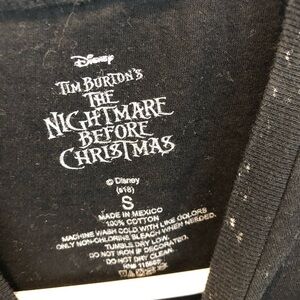 Disney
TIM BURTON'S
THE
NIGHTMARE
BEFORE
CHRISTMAS
© Disney
(s18)
S
MADE IN MEXICO
100% COTTON
MACHINE WASH COLD WITH LIKE COLORS
ONLY NON-CHLORINE BLEACH WHEN NEEDED.
TUMBLE DRY LOW.
DO NOT IRON IF DECORATED.
DO NOT DRY CLEAN.